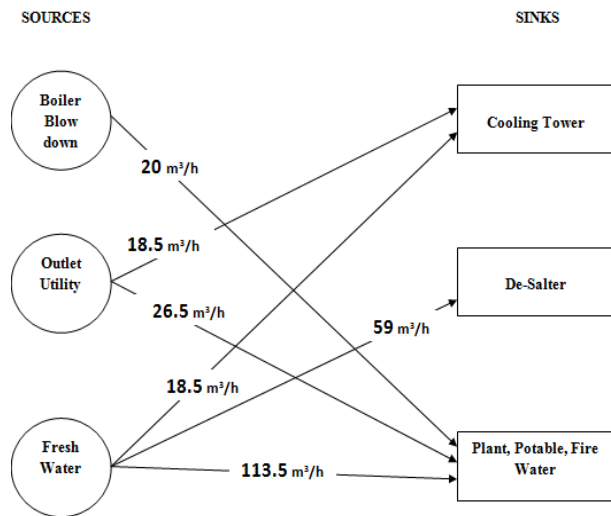 SOURCES
SINKS
Boiler
Blow
down
Cooling Tower
20 m³/h
18.5 m³/h
Outlet
Utility
De-Salter
26.5 m³/h
59 m³/h
18.5 m³/h
Fresh
Water
Plant, Potable, Fire
Water
113.5 m³/h